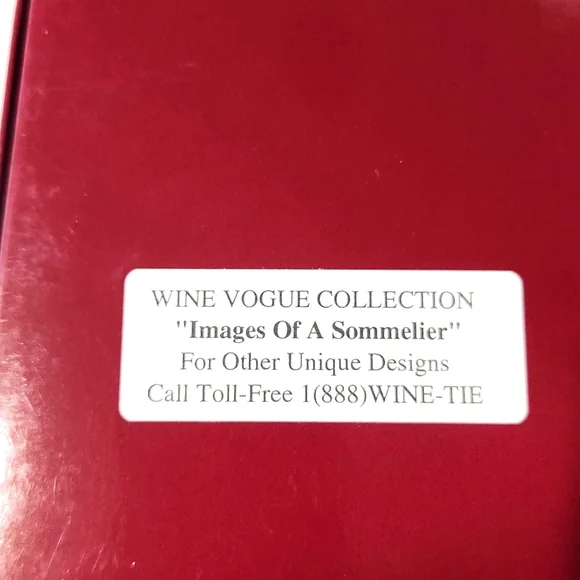 WINE VOGUE COLLECTION
"Images Of A Sommelier"
For Other Unique Designs
Call Toll-Free 1(888)WINE-TIE